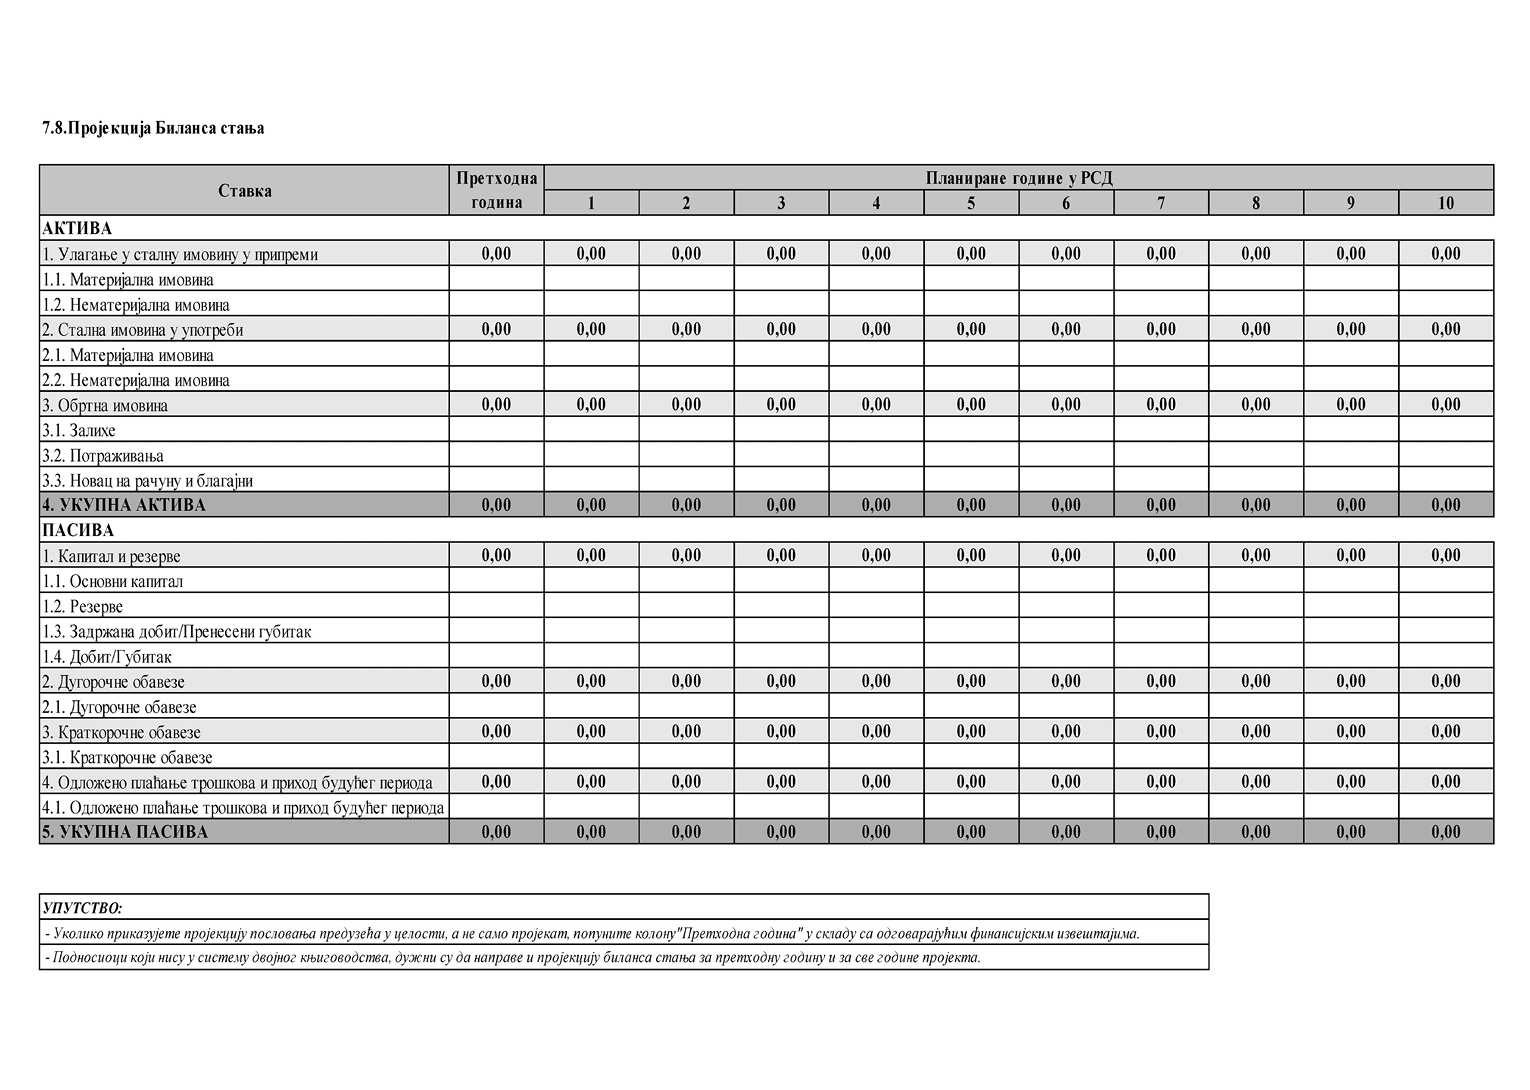 7.8.Пројекција Биланса стања
Ставка Претходна година Планиране године у РСД
1 2 3 4 5 6 7 8 9 10
АКТИВА
1. Улагање у сталну имовину у припреми 0,00 0,00 0,00 0,00 0,00 0,00 0,00 0,00 0,00 0,00 0,00
1.1. Материјална имовина
1.2. Нематеријална имовина
2. Стална имовина у употреби 0,00 0,00 0,00 0,00 0,00 0,00 0,00 0,00 0,00 0,00 0,00
2.1. Материјална имовина
2.2. Нематеријална имовина
3. Обртна имовина 0,00 0,00 0,00 0,00 0,00 0,00 0,00 0,00 0,00 0,00 0,00
3.1. Залихе
3.2. Потраживања
3.3. Новац на рачуну и благајни
4. УКУПНА АКТИВА 0,00 0,00 0,00 0,00 0,00 0,00 0,00 0,00 0,00 0,00 0,00
ПАСИВА
1. Капитал и резерве 0,00 0,00 0,00 0,00 0,00 0,00 0,00 0,00 0,00 0,00 0,00
1.1. Основни капитал
1.2. Резерве
1.3. Задржана добит/Пренесени губитак
1.4. Добит/Губитак
2. Дугорочне обавезе 0,00 0,00 0,00 0,00 0,00 0,00 0,00 0,00 0,00 0,00 0,00
2.1. Дугорочне обавезе
3. Краткорочне обавезе 0,00 0,00 0,00 0,00 0,00 0,00 0,00 0,00 0,00 0,00 0,00
3.1. Краткорочне обавезе
4. Одложено плаћање трошкова и приход будућег периода 0,00 0,00 0,00 0,00 0,00 0,00 0,00 0,00 0,00 0,00 0,00
4.1. Одложено плаћање трошкова и приход будућег периода
5. УКУПНА ПАСИВА 0,00 0,00 0,00 0,00 0,00 0,00 0,00 0,00 0,00 0,00 0,00
УПУТСТВО:
- Уколико приказујете пројекцију пословања предузећа у целости, а не само пројекат, попуните колону"Претходна година" у складу са одговарајућим финансијским извештајима.
- Подносиоци који нису у систему двојног књиговодства, дужни су да направе и пројекцију биланса стања за претходну годину и за све године пројекта.